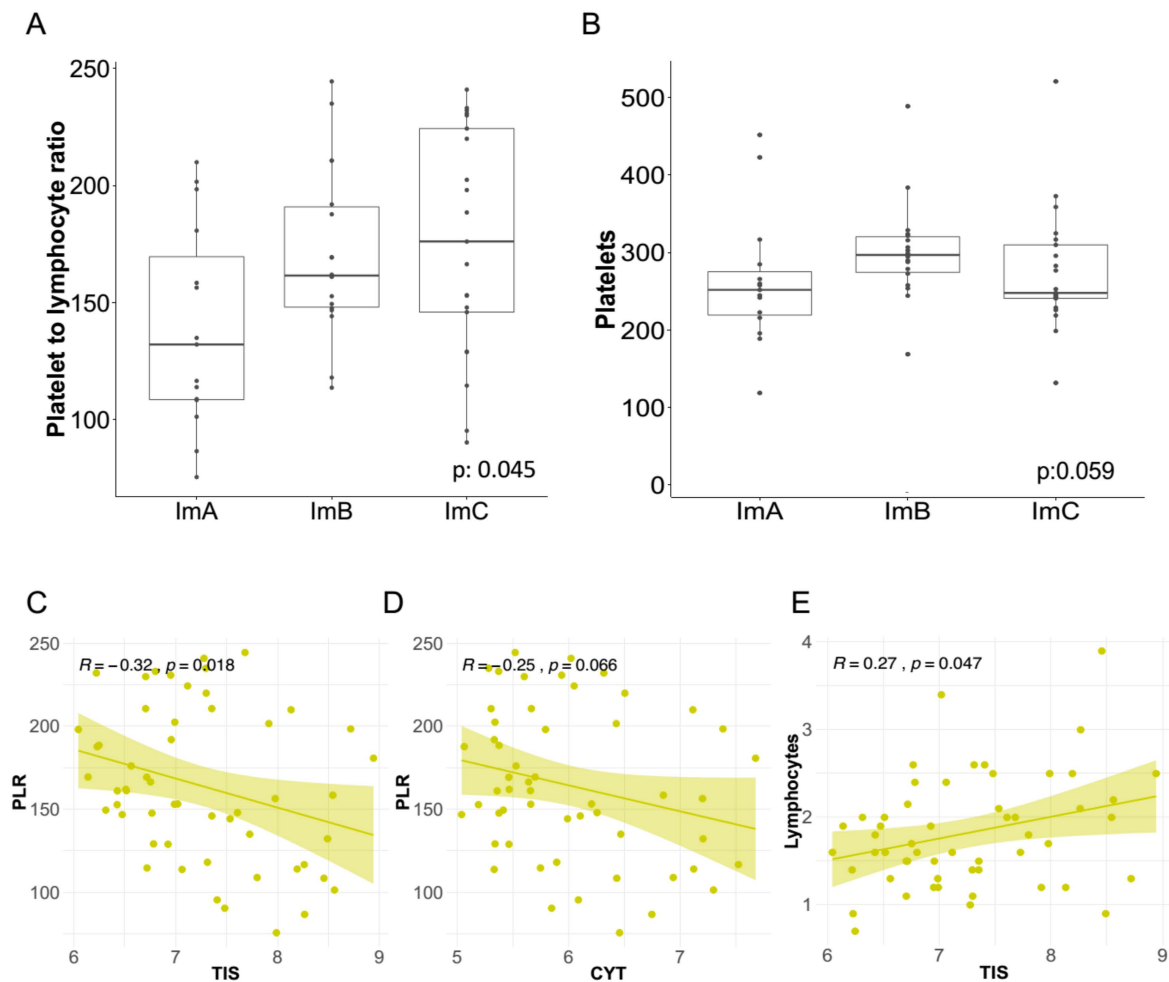 A
Platelet to lymphocyte ratio
250
200
150
100
ImA
ImB
ImC
p: 0.045
B
Platelets
500
400
300
200
100
0
ImA
ImB
ImC
p:0.059
C
PLR
250
200
150
100
R = −0.32 , p = 0.018
6
7
8
9
TIS
D
PLR
250
200
150
100
R = −0.25 , p = 0.066
5
6
7
CYT
E
Lymphocytes
4
3
2
1
R = 0.27 , p = 0.047
6
7
8
9
TIS